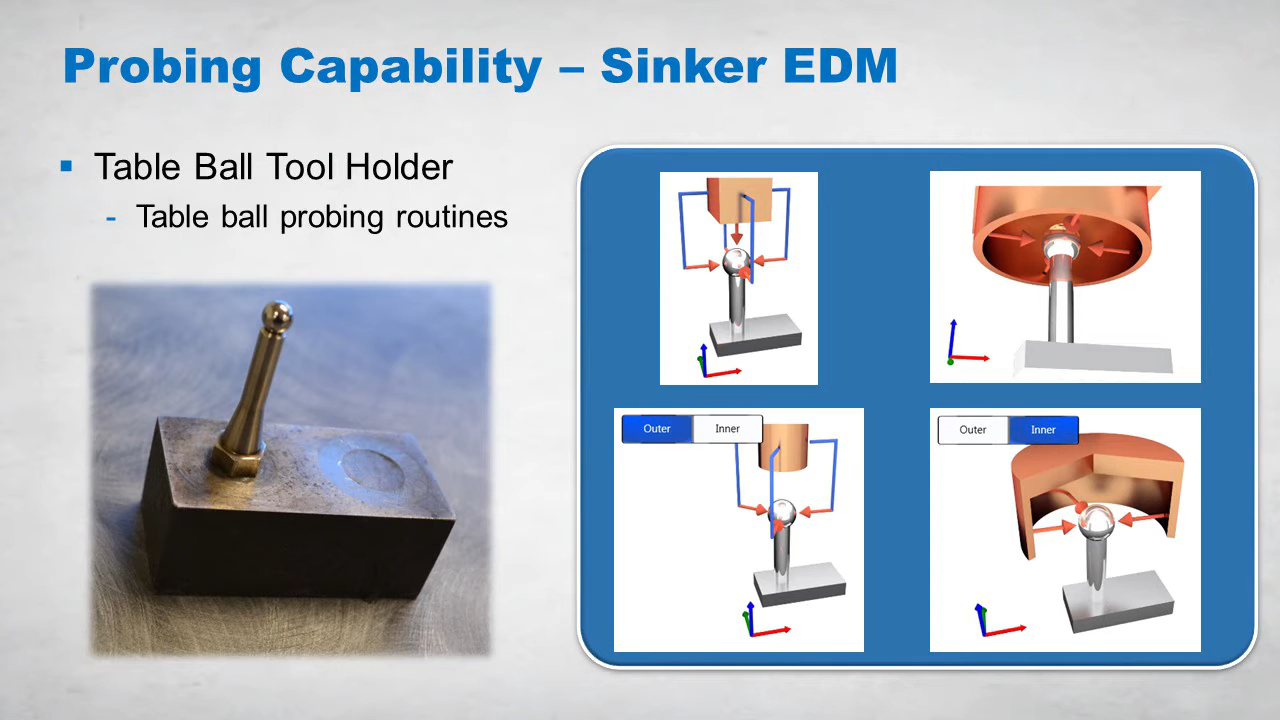 Probing Capability – Sinker EDM
▪ Table Ball Tool Holder
- Table ball probing routines
Outer Inner
Outer Inner